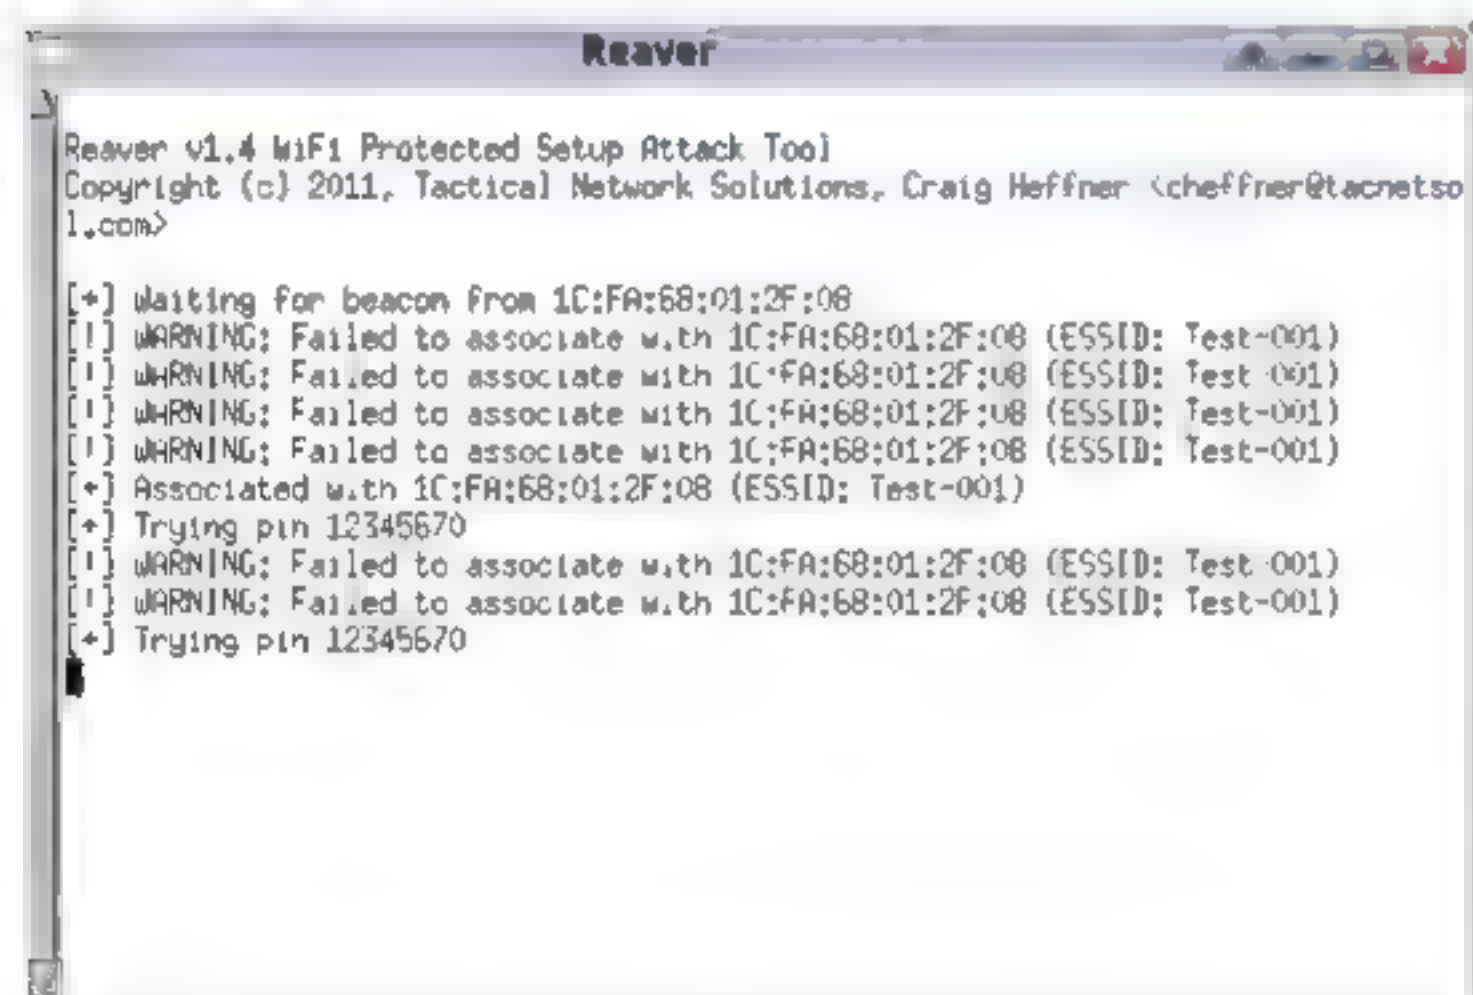 Reaver
Reaver v1.4 WiFi Protected Setup Attack Tool
Copyright (c) 2011, Tactical Network Solutions, Craig Heffner <cheffner@tacnetso
l.com>
[+] Waiting for beacon from 1C:FA:68:01:2F:08
[!] WARNING: Failed to associate with 1C:FA:68:01:2F:08 (ESSID: Test-001)
[!] WARNING: Failed to associate with 1C:FA:68:01:2F:08 (ESSID: Test-001)
[!] WARNING: Failed to associate with 1C:FA:68:01:2F:08 (ESSID: Test-001)
[!] WARNING: Failed to associate with 1C:FA:68:01:2F:08 (ESSID: Test-001)
[+] Associated with 1C:FA:68:01:2F:08 (ESSID: Test-001)
[+] Trying pin 12345670
[!] WARNING: Failed to associate with 1C:FA:68:01:2F:08 (ESSID: Test-001)
[!] WARNING: Failed to associate with 1C:FA:68:01:2F:08 (ESSID: Test-001)
[+] Trying pin 12345670